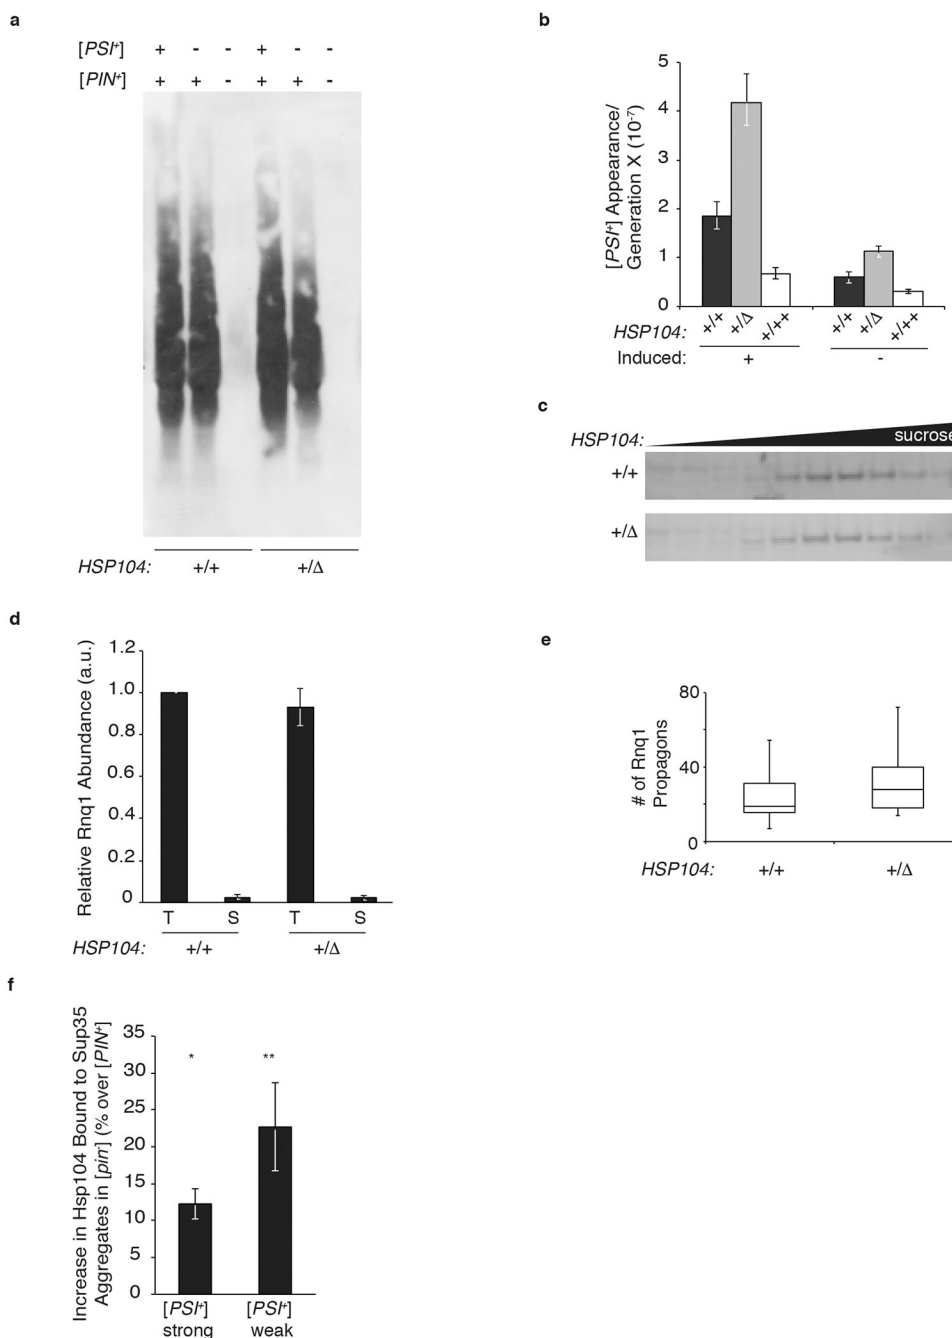 a
[PSI⁺] + - - + - -
[PIN⁺] + + - + + -
HSP104: +/+ +/Δ
b
[PSI⁺] Appearance/
Generation X (10⁻⁷)
5
4
3
2
1
0
HSP104: +/+ +/Δ +/++ +/+ +/Δ +/++
Induced: + -
c
HSP104: sucrose
+/+
+/Δ
d
Relative Rnq1 Abundance (a.u.)
1.2
1.0
0.8
0.6
0.4
0.2
0
T S T S
HSP104: +/+ +/Δ
e
# of Rnq1
Propagons
80
40
0
HSP104: +/+ +/Δ
f
Increase in Hsp104 Bound to Sup35
Aggregates in [pin⁻] (% over [PIN⁺]
35
30
25
20
15
10
5
0
* **
[PSI⁺] [PSI⁺]
strong weak